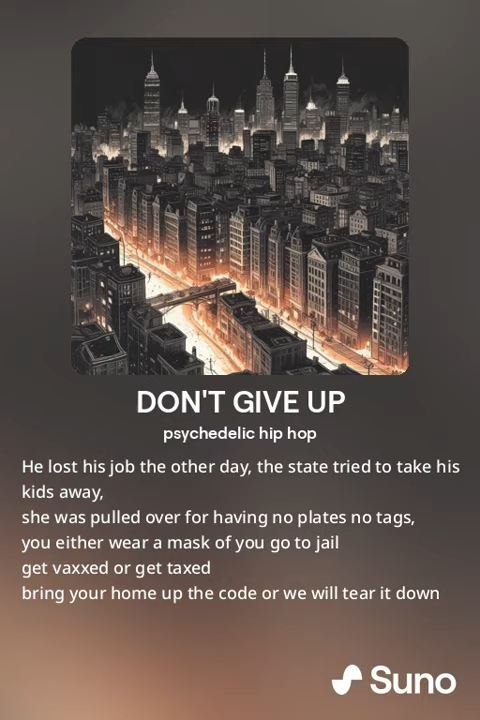 DON'T GIVE UP
psychedelic hip hop
He lost his job the other day, the state tried to take his
kids away,
she was pulled over for having no plates no tags,
you either wear a mask of you go to jail
get vaxxed or get taxed
bring your home up the code or we will tear it down
Suno